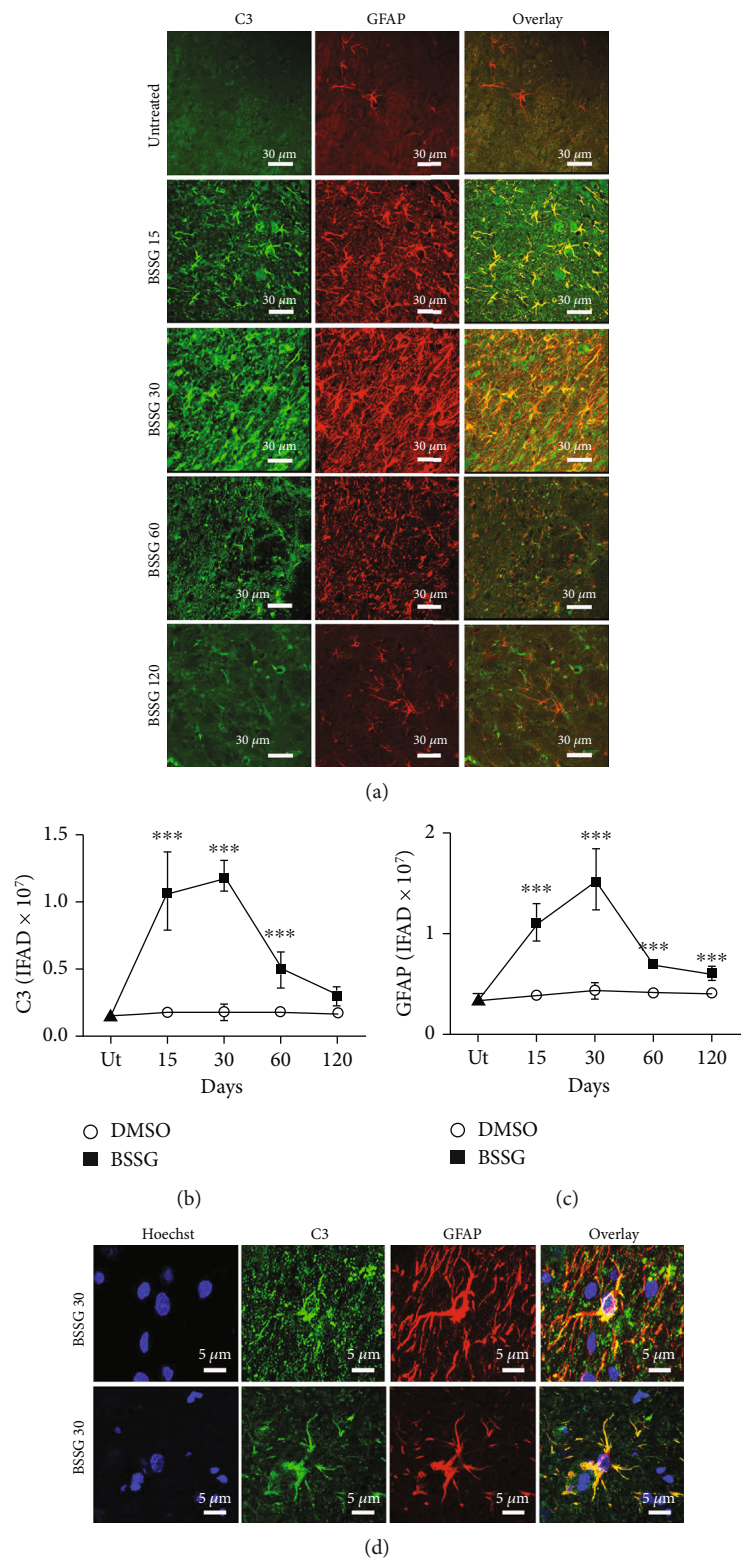 C3 GFAP Overlay
Untreated
30 µm 30 µm 30 µm
BSSG 15
30 µm 30 µm 30 µm
BSSG 30
30 µm 30 µm 30 µm
BSSG 60
30 µm 30 µm 30 µm
BSSG 120
30 µm 30 µm 30 µm
(a)
C3 (IFAD × 10⁷)
1.5
1.0
0.5
0.0
*** *** ***
Ut 15 30 60 120
Days
DMSO
BSSG
(b)
GFAP (IFAD × 10⁷)
2
1
0
*** *** *** ***
Ut 15 30 60 120
Days
DMSO
BSSG
(c)
Hoechst C3 GFAP Overlay
BSSG 30
5 µm 5 µm 5 µm 5 µm
BSSG 30
5 µm 5 µm 5 µm 5 µm
(d)